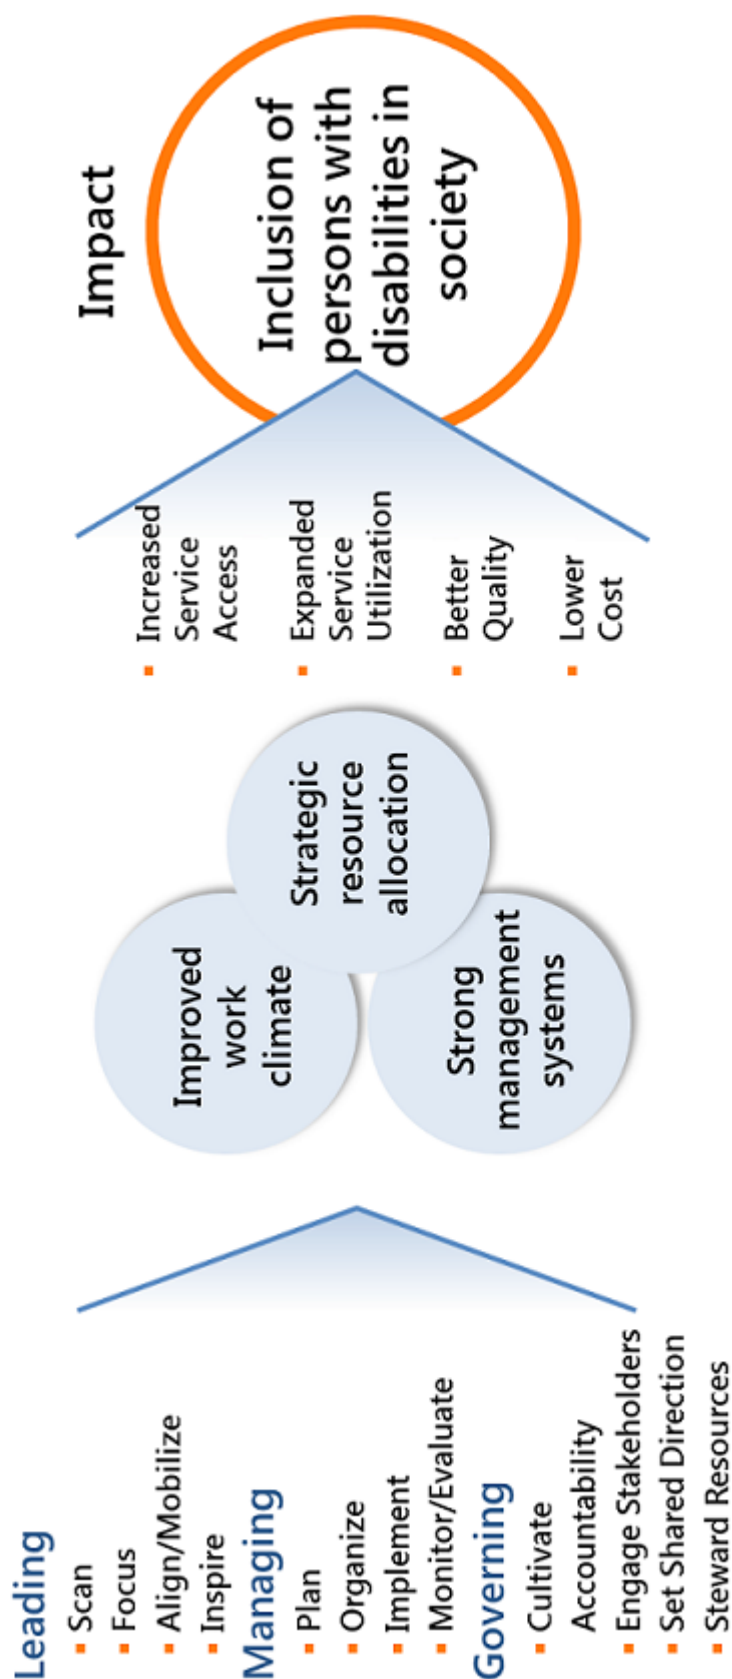 Leading
▪ Scan
▪ Focus
▪ Align/Mobilize
▪ Inspire
Managing
▪ Plan
▪ Organize
▪ Implement
▪ Monitor/Evaluate
Governing
▪ Cultivate
Accountability
▪ Engage Stakeholders
▪ Set Shared Direction
▪ Steward Resources
Improved
work
climate
Strong
management
systems
Strategic
resource
allocation
▪ Increased
Service
Access
▪ Expanded
Service
Utilization
▪ Better
Quality
▪ Lower
Cost
Impact
Inclusion of
persons with
disabilities in
society